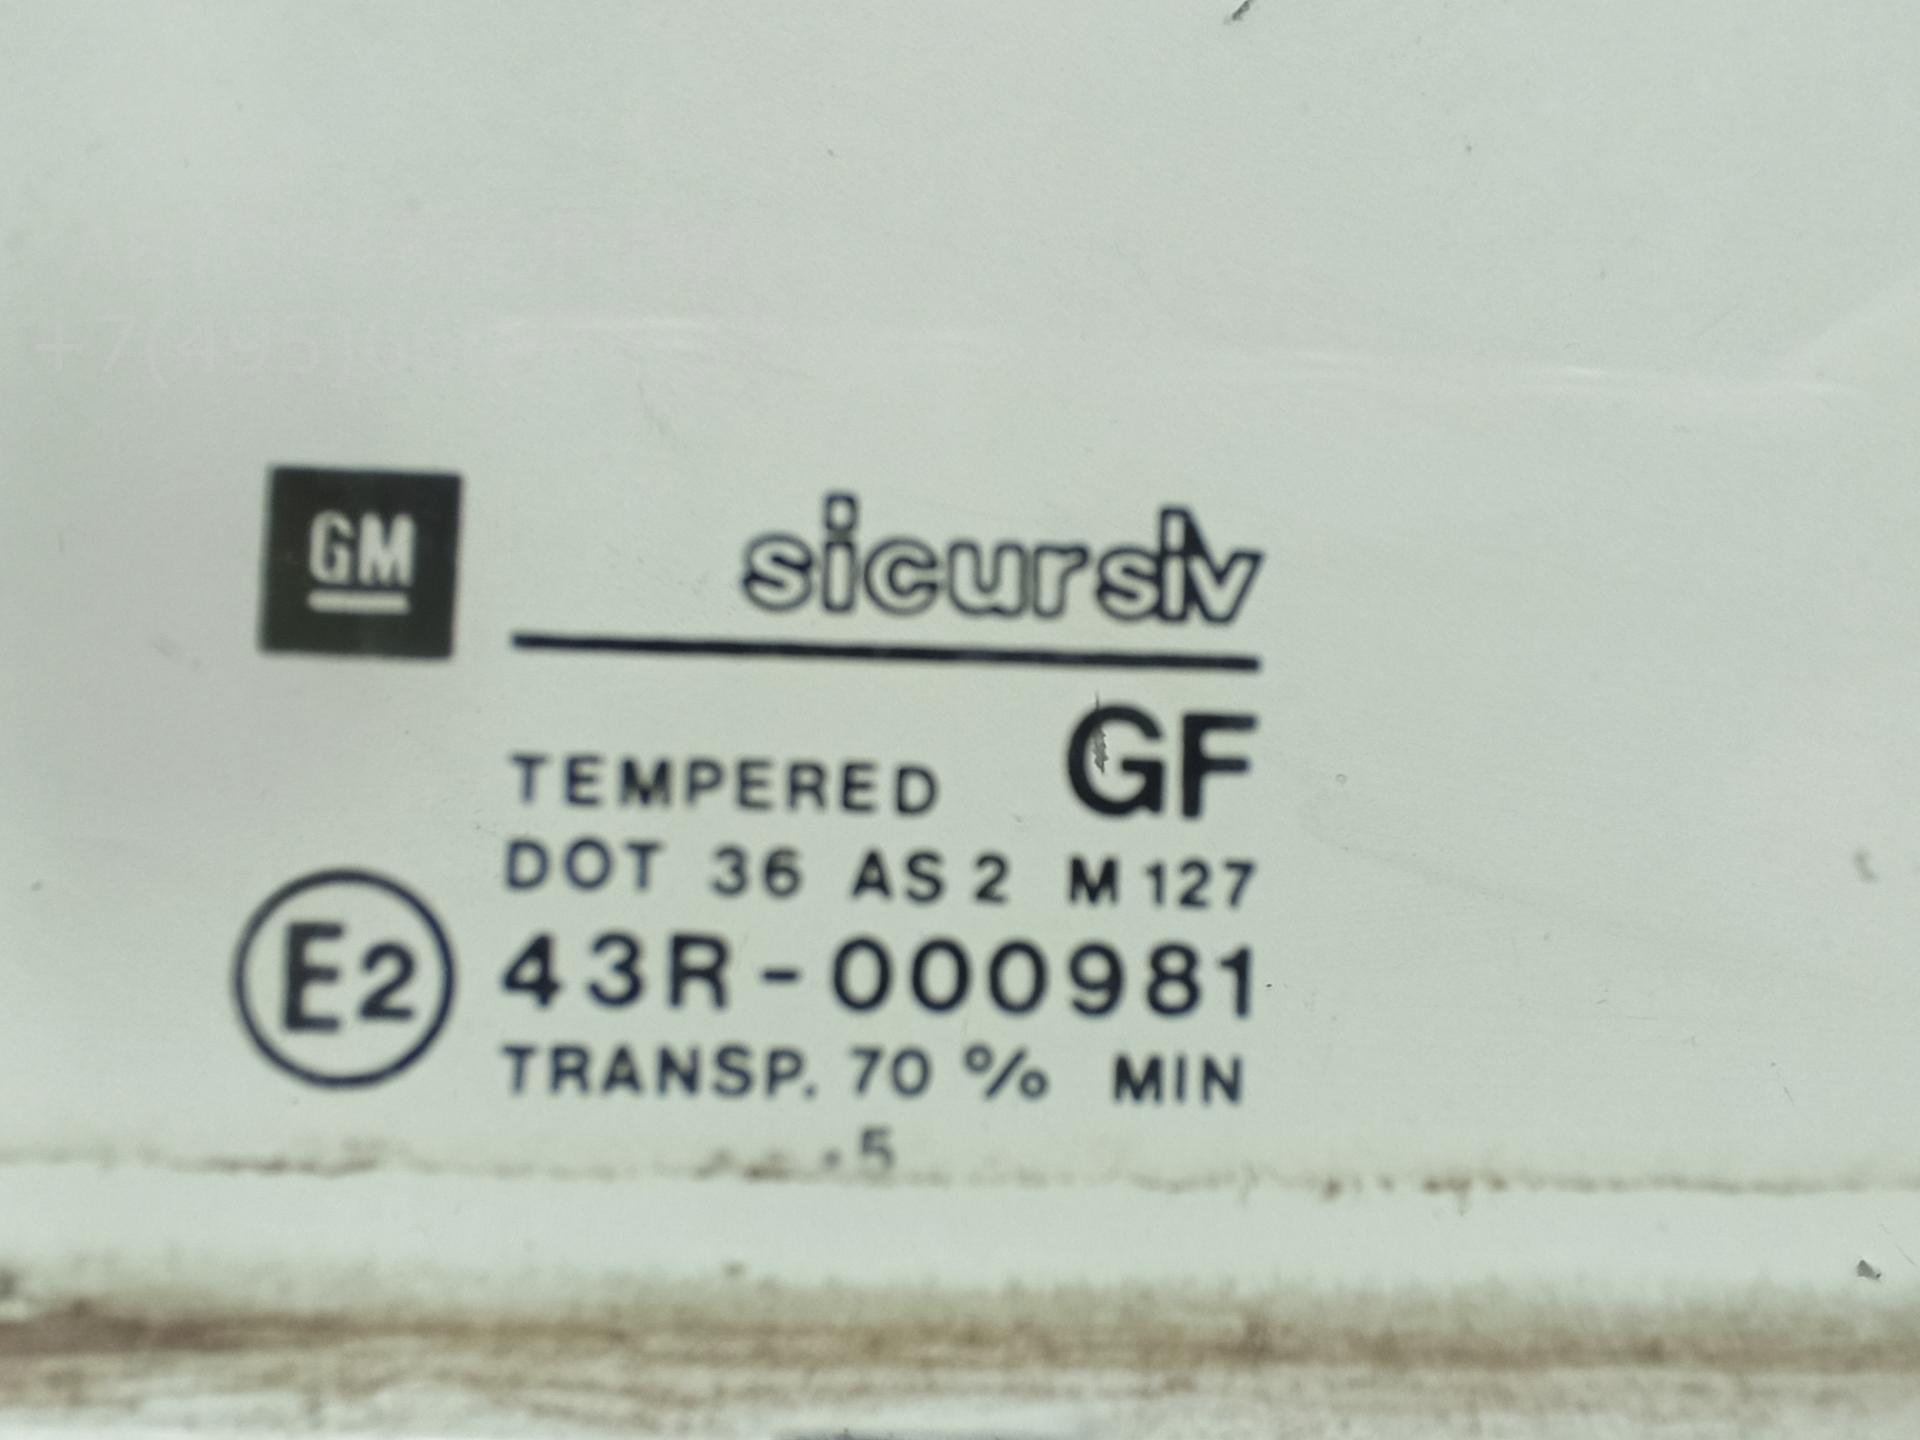 GM
sicursiv
GF
TEMPERED
DOT 36 AS 2 M 127
E2
43R-000981
TRANSP. 70 % MIN
. 5